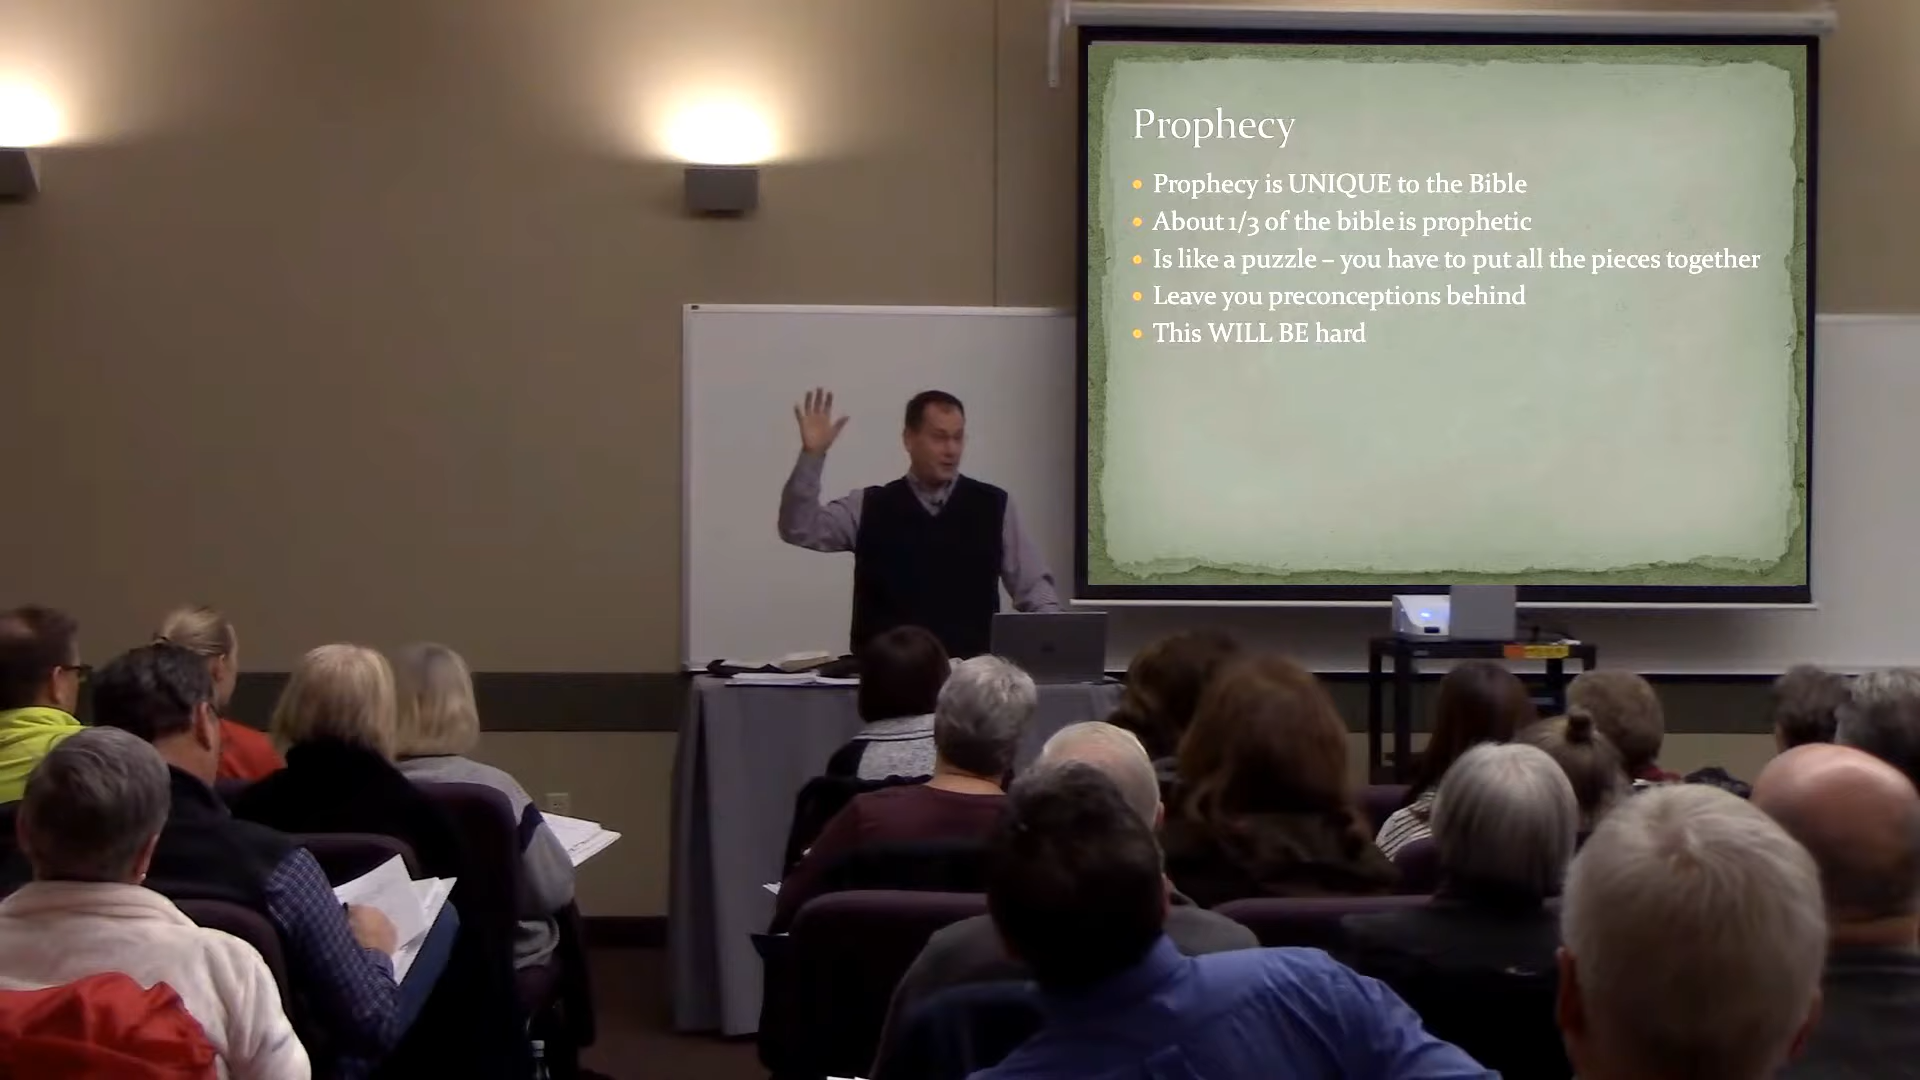 Prophecy
• Prophecy is UNIQUE to the Bible
• About 1/3 of the bible is prophetic
• Is like a puzzle – you have to put all the pieces together
• Leave you preconceptions behind
• This WILL BE hard